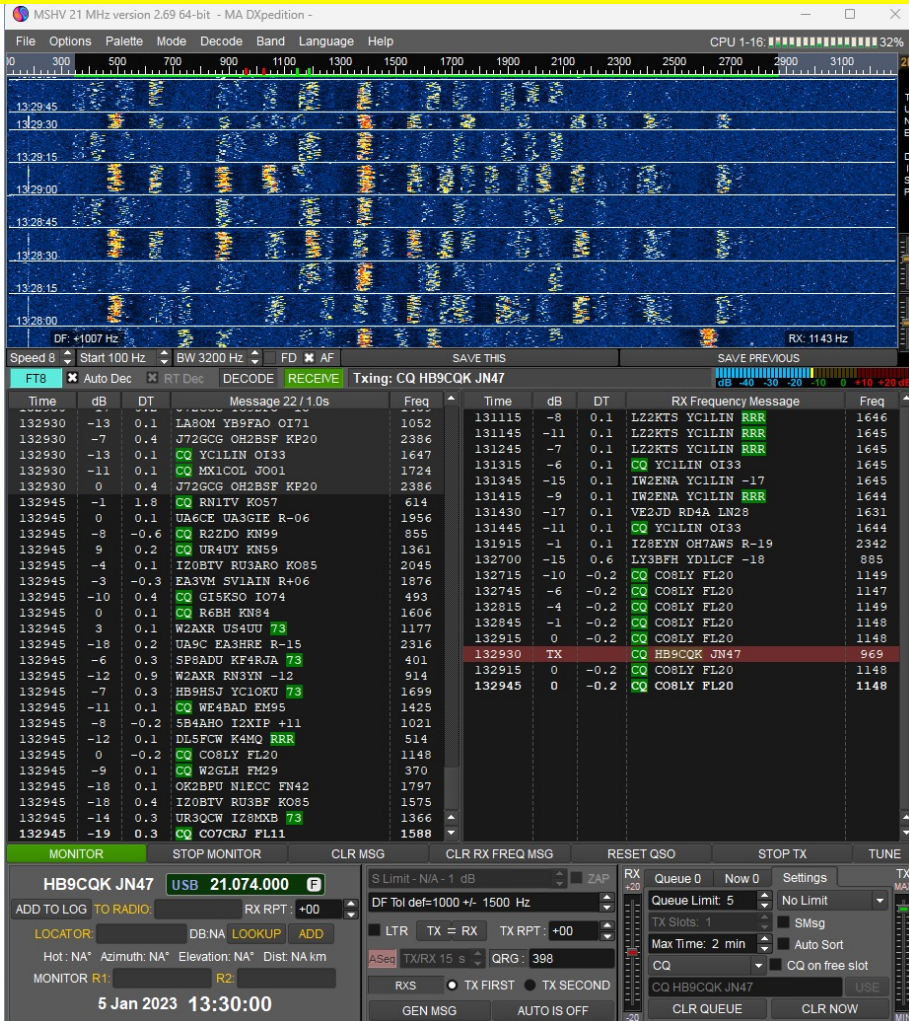 MSHV 21 MHz version 2.69 64-bit - MA DXpedition -
File Options Palette Mode Decode Band Language Help CPU 1-16: 32%
300 500 700 900 1100 1300 1500 1700 1900 2100 2300 2500 2700 2900 3100
13:29:45
13:29:30
13:29:15
13:29:00
13:28:45
13:28:30
13:28:15
13:28:00
DF: +1007 Hz RX: 1143 Hz
Speed 8 Start 100 Hz BW 3200 Hz FD AF SAVE THIS SAVE PREVIOUS
FT8 Auto Dec RT Dec DECODE RECEIVE Txing: CQ HB9CQK JN47 dB -40 -30 -20 -10 0 +10 +20 dB
Time dB DT Message 22 / 1.0s Freq
132930 -13 0.1 LA8OM YB9FAO OI71 1052
132930 -7 0.4 J72GCG OH2BSF KP20 2386
132930 -13 0.1 CQ YC1LIN OI33 1647
132930 -11 0.1 CQ MX1COL JO01 1724
132930 0 0.4 J72GCG OH2BSF KP20 2386
132945 -1 1.8 CQ RN1TV KO57 614
132945 0 0.1 UA6CE UA3GIE R-06 1956
132945 -8 -0.6 CQ R2ZDO KN99 855
132945 9 0.2 CQ UR4UY KN59 1361
132945 -4 0.1 IZ0BTV RU3ARO KO85 2045
132945 -3 -0.3 EA3VM SV1AIN R+06 1876
132945 -10 0.4 CQ GI5KSO IO74 493
132945 0 0.1 CQ R6BH KN84 1606
132945 3 0.1 W2AXR US4UU 73 1177
132945 -18 0.2 UA9C EA3HRE R-15 2316
132945 -6 0.3 SP8ADU KF4RJA 73 401
132945 -12 0.9 W2AXR RN3YN -12 914
132945 -7 0.3 HB9HSJ YC1OKU 73 1699
132945 -11 0.1 CQ WE4BAD EM95 1425
132945 -8 -0.2 5B4AHO I2XIP +11 1021
132945 -12 0.1 DL5FCW K4MQ RRR 514
132945 0 -0.2 CQ CO8LY FL20 1148
132945 -9 0.1 CQ W2GLH FM29 370
132945 -18 0.1 OK2BPU N1ECC FN42 1797
132945 -18 0.4 IZ0BTV RU3BF KO85 1575
132945 -14 0.3 UR3QCW IZ8MXB 73 1366
132945 -19 0.3 CQ CO7CRJ FL11 1588
Time dB DT RX Frequency Message Freq
131115 -8 0.1 LZ2KTS YC1LIN RRR 1646
131145 -11 0.1 LZ2KTS YC1LIN RRR 1645
131245 -7 0.1 LZ2KTS YC1LIN RRR 1645
131315 -6 0.1 CQ YC1LIN OI33 1645
131345 -15 0.1 IW2ENA YC1LIN -17 1645
131415 -9 0.1 IW2ENA YC1LIN RRR 1644
131430 -17 0.1 VE2JD RD4A LN28 1631
131445 -11 0.1 CQ YC1LIN OI33 1644
131915 -1 0.1 IZ8EYN OH7AWS R-19 2342
132700 -15 0.6 LY3BFH YD1LCF -18 885
132715 -10 -0.2 CQ CO8LY FL20 1149
132745 -6 -0.2 CQ CO8LY FL20 1147
132815 -4 -0.2 CQ CO8LY FL20 1149
132845 -1 -0.2 CQ CO8LY FL20 1148
132915 0 -0.2 CQ CO8LY FL20 1148
132930 TX CQ HB9CQK JN47 969
132915 0 -0.2 CQ CO8LY FL20 1148
132945 0 -0.2 CQ CO8LY FL20 1148
MONITOR STOP MONITOR CLR MSG CLR RX FREQ MSG RESET QSO STOP TX TUNE
HB9CQK JN47 USB 21.074.000 F
ADD TO LOG TO RADIO: RX RPT: +00
LOCATOR: DB:NA LOOKUP ADD
Hot: NA° Azimuth: NA° Elevation: NA° Dist: NA km
MONITOR R1: R2:
5 Jan 2023 13:30:00
S Limit - N/A - 1 dB ZAP
DF Tol def=1000 +/- 1500 Hz
LTR TX = RX TX RPT: +00
ASeq TX/RX 15 s QRG: 398
RXS TX FIRST TX SECOND
GEN MSG AUTO IS OFF
RX +20 -20
Queue 0 Now 0 Settings
Queue Limit: 5 No Limit
TX Slots: 1 SMsg
Max Time: 2 min Auto Sort
CQ CQ on free slot
CQ HB9CQK JN47 USE
CLR QUEUE CLR NOW
TX MAX MIN